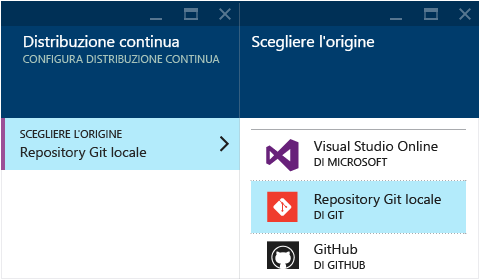 Distribuzione continua
CONFIGURA DISTRIBUZIONE CONTINUA
SCEGLIERE L'ORIGINE
Repository Git locale
Scegliere l'origine
Visual Studio Online
DI MICROSOFT
Repository Git locale
DI GIT
GitHub
DI GITHUB